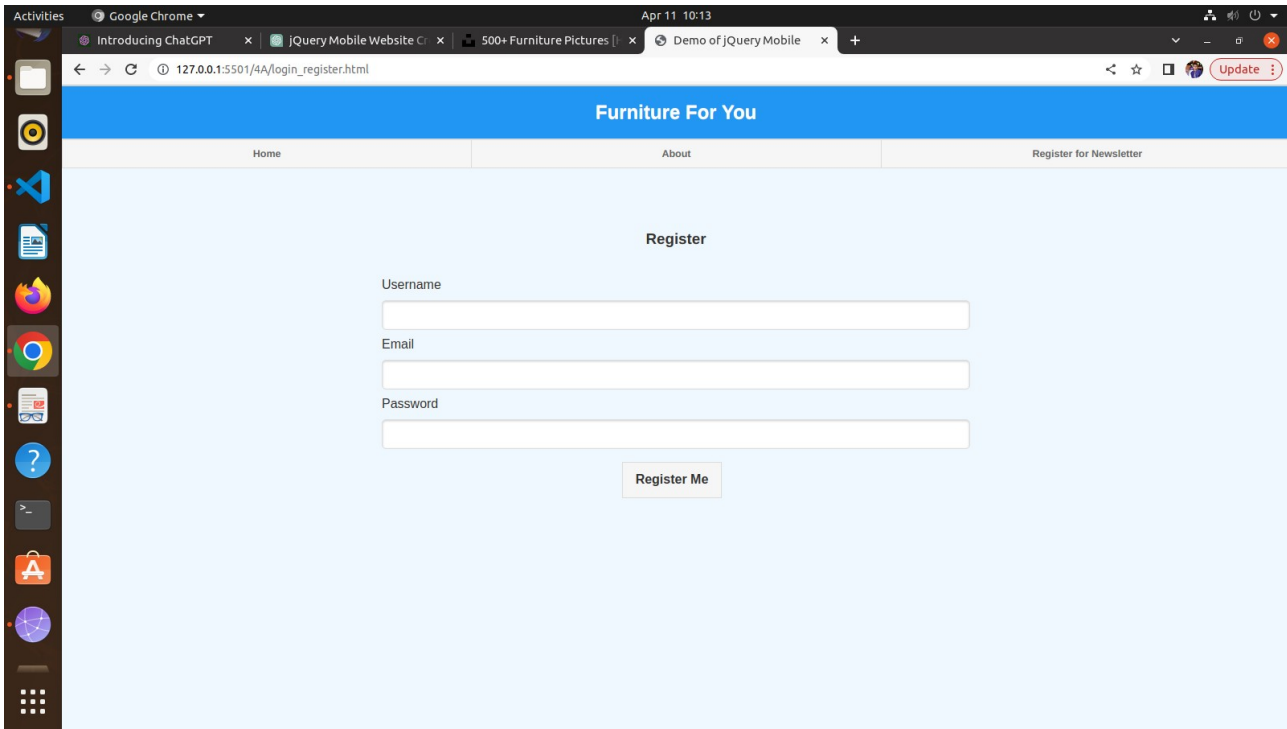 Activities Google Chrome Apr 11 10:13
Introducing ChatGPT jQuery Mobile Website Cr 500+ Furniture Pictures [H Demo of jQuery Mobile
127.0.0.1:5501/4A/login_register.html Update
Furniture For You
Home About Register for Newsletter
Register
Username
Email
Password
Register Me